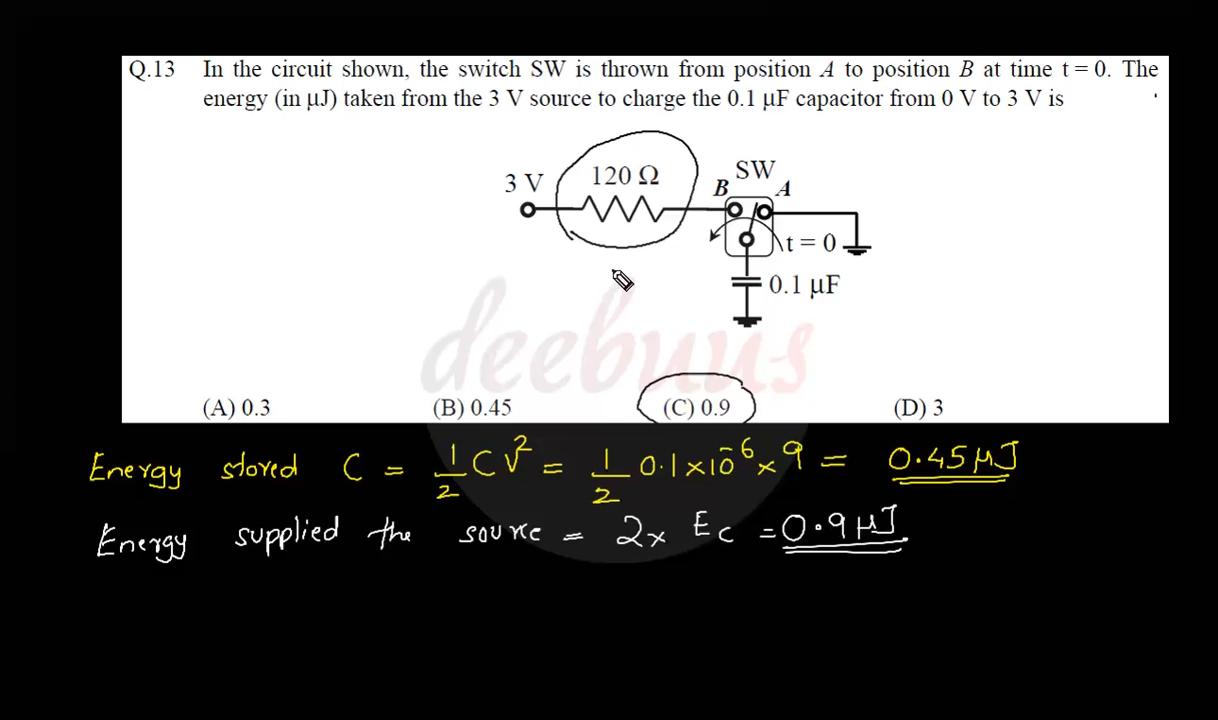 Q.13 In the circuit shown, the switch SW is thrown from position A to position B at time t = 0. The
energy (in μJ) taken from the 3 V source to charge the 0.1 μF capacitor from 0 V to 3 V is
SW
3 V 120 Ω B A
t = 0
0.1 μF
deebuus
(A) 0.3 (B) 0.45 (C) 0.9 (D) 3
Energy stored C = 1/2 CV² = 1/2 0.1×10⁻⁶×9 = 0.45μJ
Energy supplied the source = 2× Ec = 0.9μJ